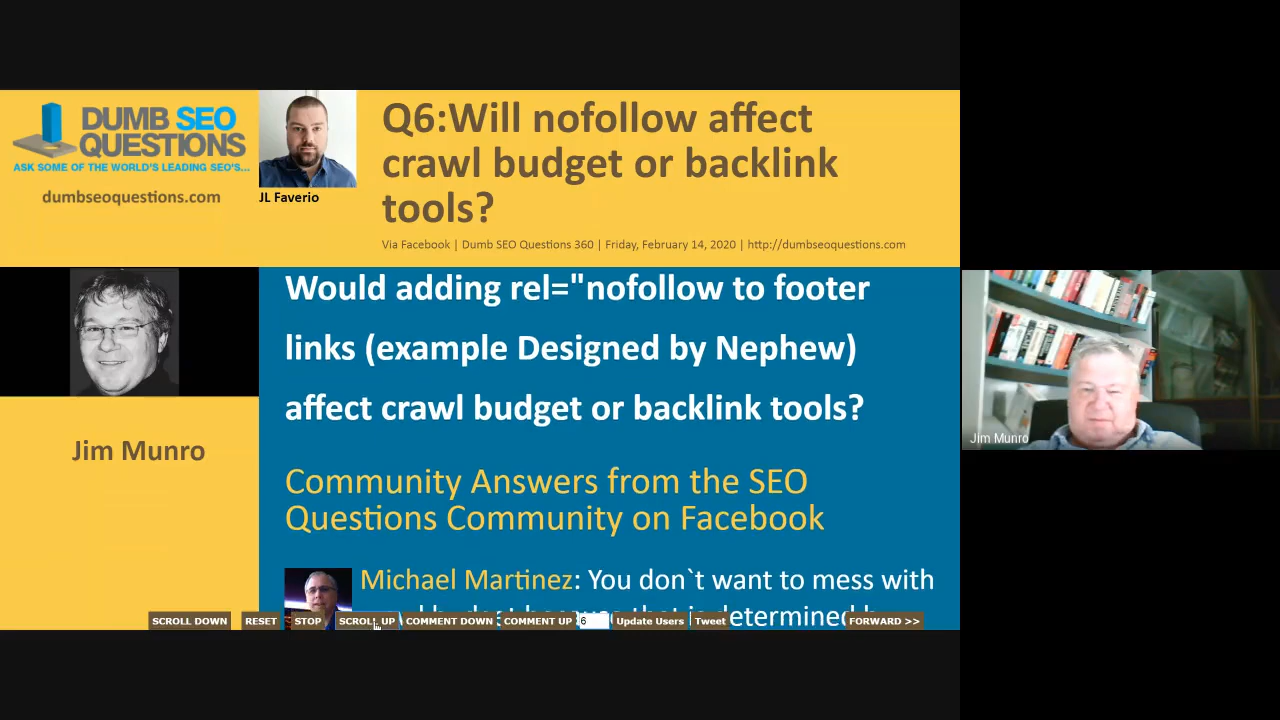 DUMB SEO
QUESTIONS
ASK SOME OF THE WORLD'S LEADING SEO'S...
dumbseoquestions.com
JL Faverio
Q6:Will nofollow affect
crawl budget or backlink
tools?
Via Facebook | Dumb SEO Questions 360 | Friday, February 14, 2020 | http://dumbseoquestions.com
Jim Munro
Would adding rel="nofollow to footer
links (example Designed by Nephew)
affect crawl budget or backlink tools?
Community Answers from the SEO
Questions Community on Facebook
Michael Martinez: You don`t want to mess with
determined
SCROLL DOWN RESET STOP SCROLL UP COMMENT DOWN COMMENT UP 6 Update Users Tweet FORWARD >>
Jim Munro